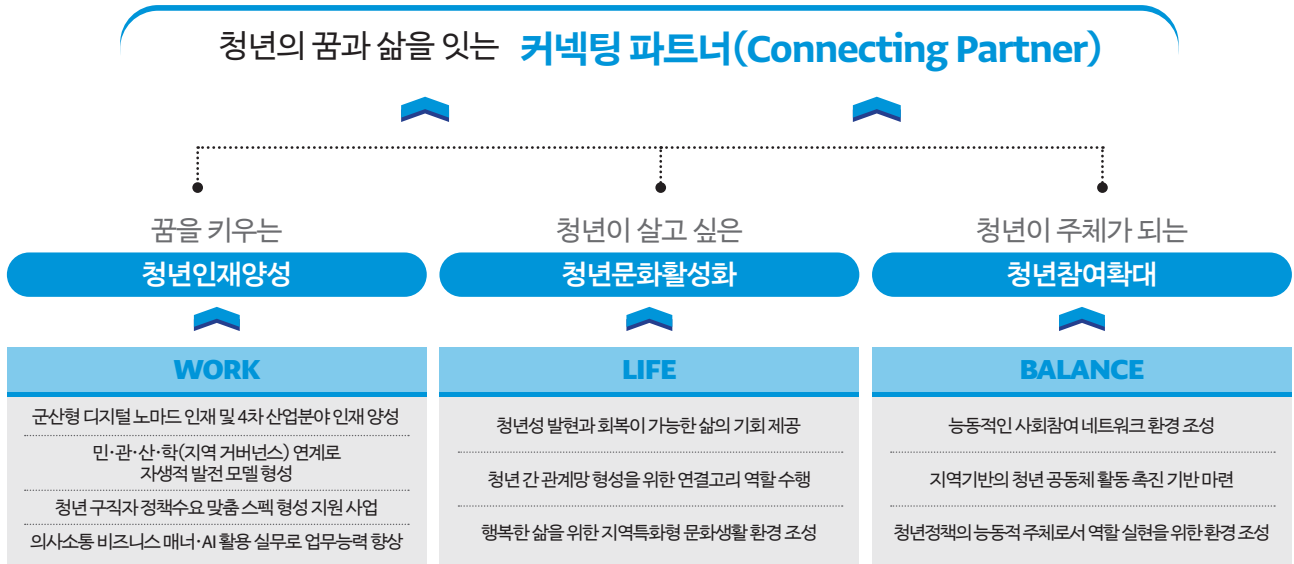 청년의 꿈과 삶을 잇는 커넥팅 파트너(Connecting Partner)
꿈을 키우는
청년인재양성
WORK
군산형 디지털 노마드 인재 및 4차 산업분야 인재 양성
민·관·산·학(지역 거버넌스) 연계로
자생적 발전 모델 형성
청년 구직자 정책수요 맞춤 스펙 형성 지원 사업
의사소통 비즈니스 매너·AI 활용 실무로 업무능력 향상
청년이 살고 싶은
청년문화활성화
LIFE
청년성 발현과 회복이 가능한 삶의 기회 제공
청년 간 관계망 형성을 위한 연결고리 역할 수행
행복한 삶을 위한 지역특화형 문화생활 환경 조성
청년이 주체가 되는
청년참여확대
BALANCE
능동적인 사회참여 네트워크 환경 조성
지역기반의 청년 공동체 활동 촉진 기반 마련
청년정책의 능동적 주체로서 역할 실현을 위한 환경 조성